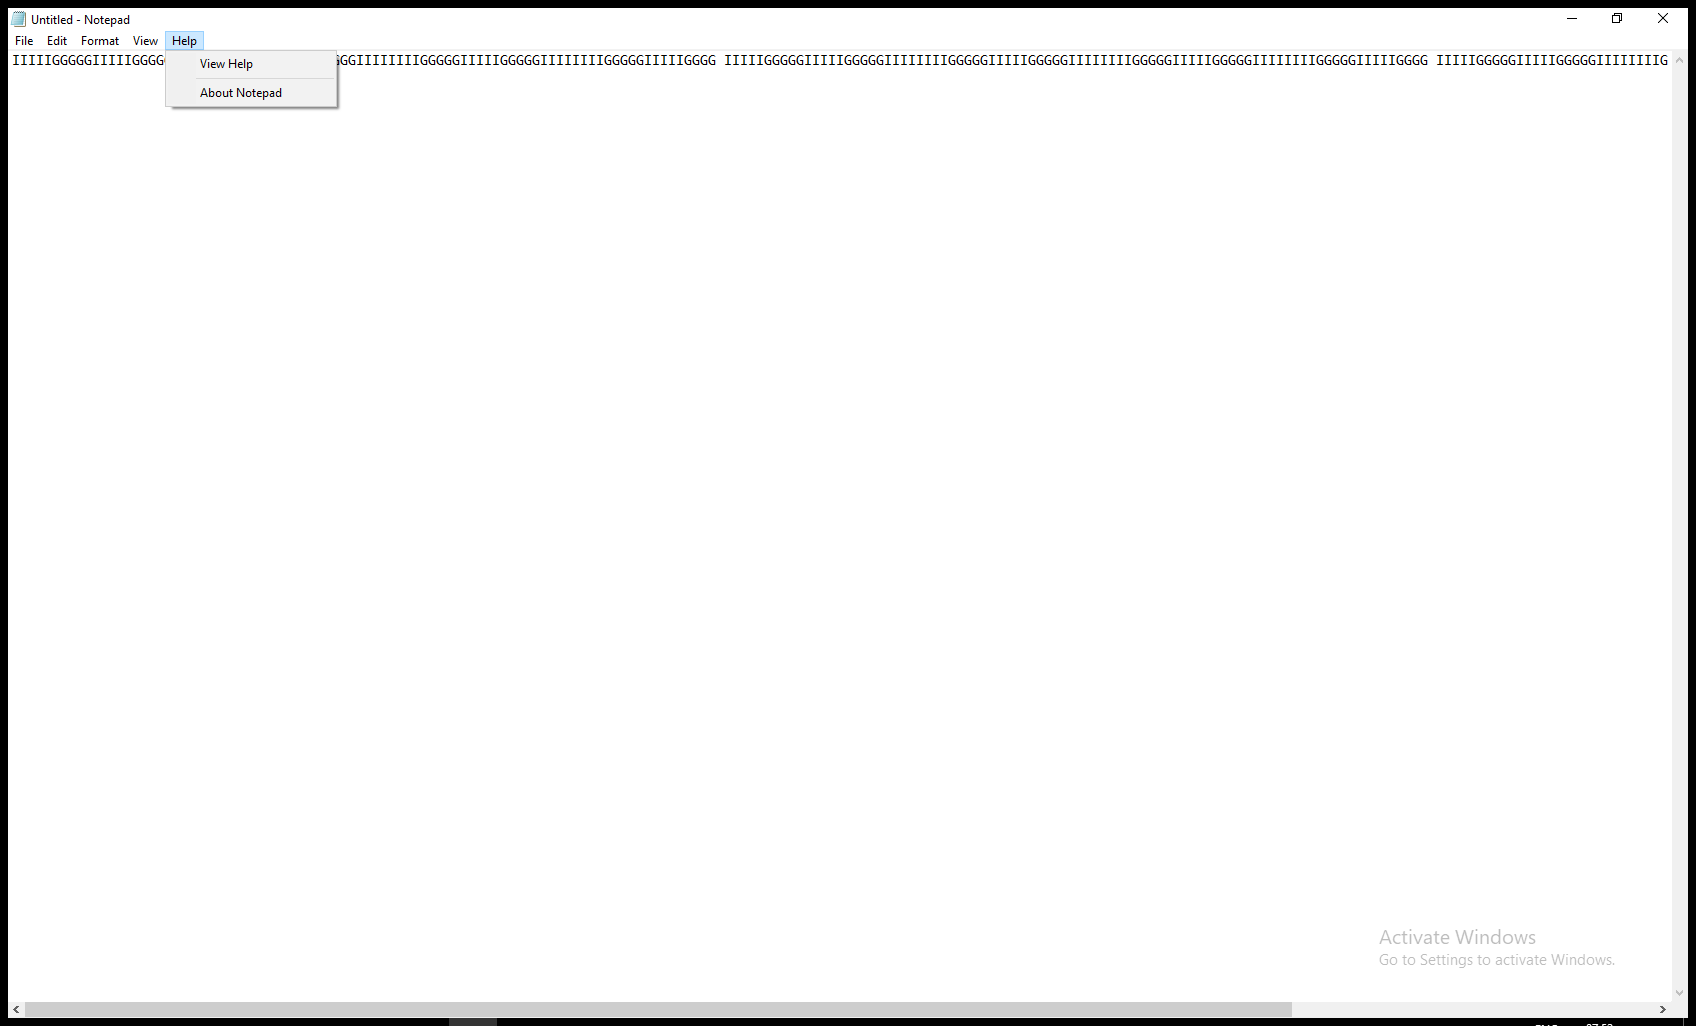 Untitled - Notepad
File Edit Format View Help
IIIIIGGGGGIIIIIGGGG GGIIIIIIIIGGGGGIIIIIGGGGGIIIIIIIIGGGGGIIIIIGGGG IIIIIGGGGGIIIIIGGGGGIIIIIIIIGGGGGIIIIIGGGGGIIIIIIIIGGGGGIIIIIGGGGGIIIIIIIIGGGGGIIIIIGGGG IIIIIGGGGGIIIIIGGGGGIIIIIIIIG
View Help
About Notepad
Activate Windows
Go to Settings to activate Windows.